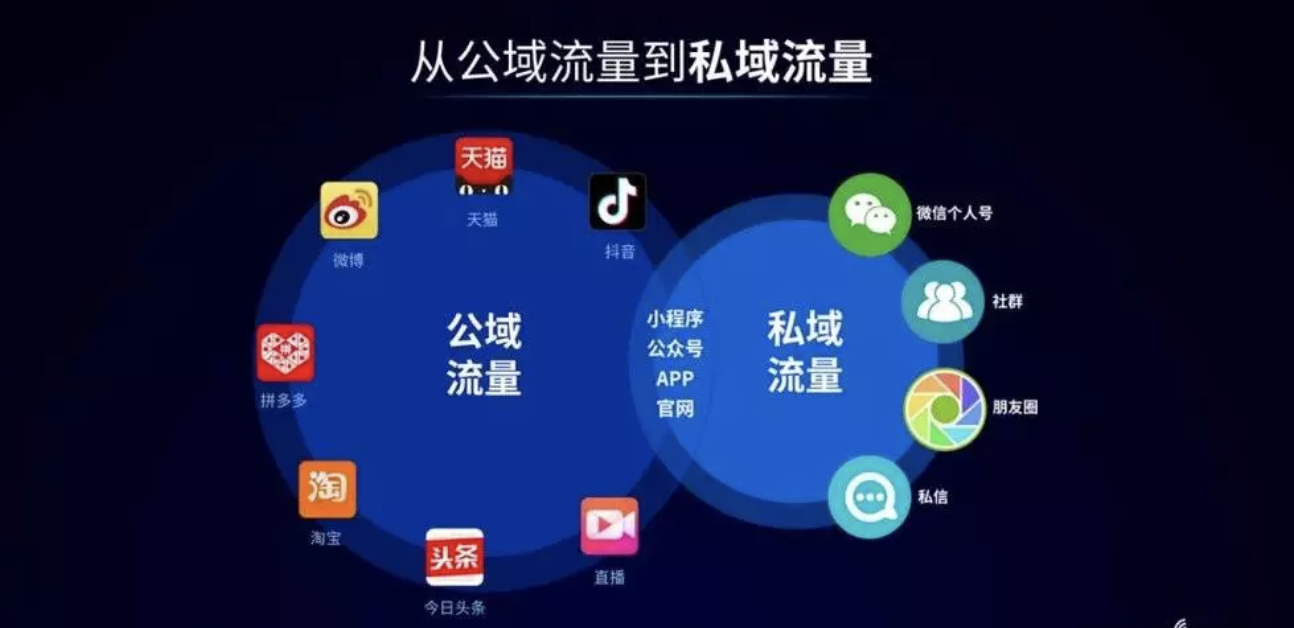 从公域流量到私域流量
天猫
天猫
微博
抖音
拼多多
淘
淘宝
头条
今日头条
直播
公域
流量
小程序
公众号
APP
官网
私域
流量
微信个人号
社群
朋友圈
私信